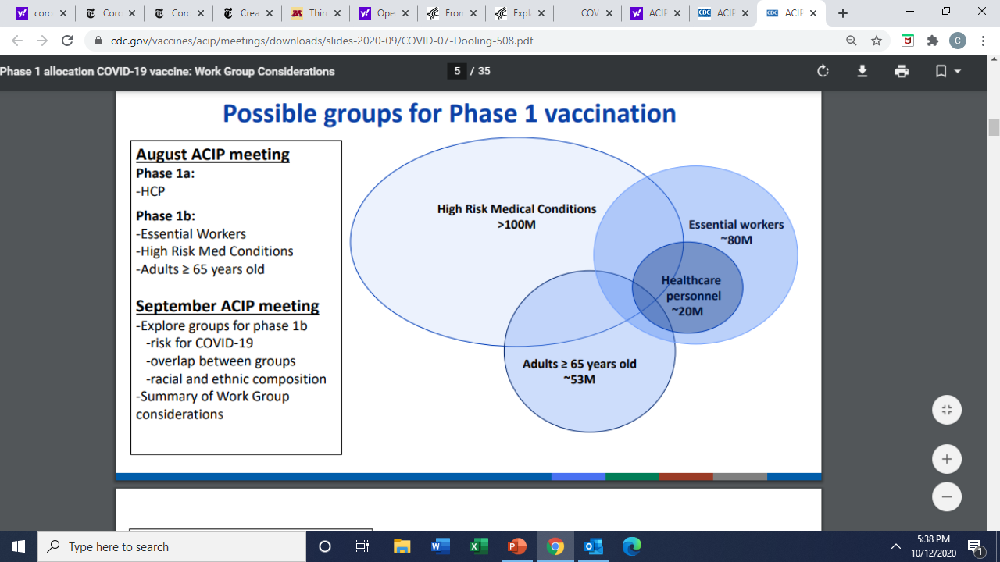 coro
Corc
Corc
Crea
Thir
Ope
Fron
Expl
COV
ACIF
ACIF
ACIF
cdc.gov/vaccines/acip/meetings/downloads/slides-2020-09/COVID-07-Dooling-508.pdf
Phase 1 allocation COVID-19 vaccine: Work Group Considerations
5 / 35
Possible groups for Phase 1 vaccination
August ACIP meeting
Phase 1a:
-HCP
Phase 1b:
-Essential Workers
-High Risk Med Conditions
-Adults ≥ 65 years old
September ACIP meeting
-Explore groups for phase 1b
-risk for COVID-19
-overlap between groups
-racial and ethnic composition
-Summary of Work Group
considerations
High Risk Medical Conditions
>100M
Essential workers
~80M
Healthcare
personnel
~20M
Adults ≥ 65 years old
~53M
Type here to search
5:38 PM
10/12/2020